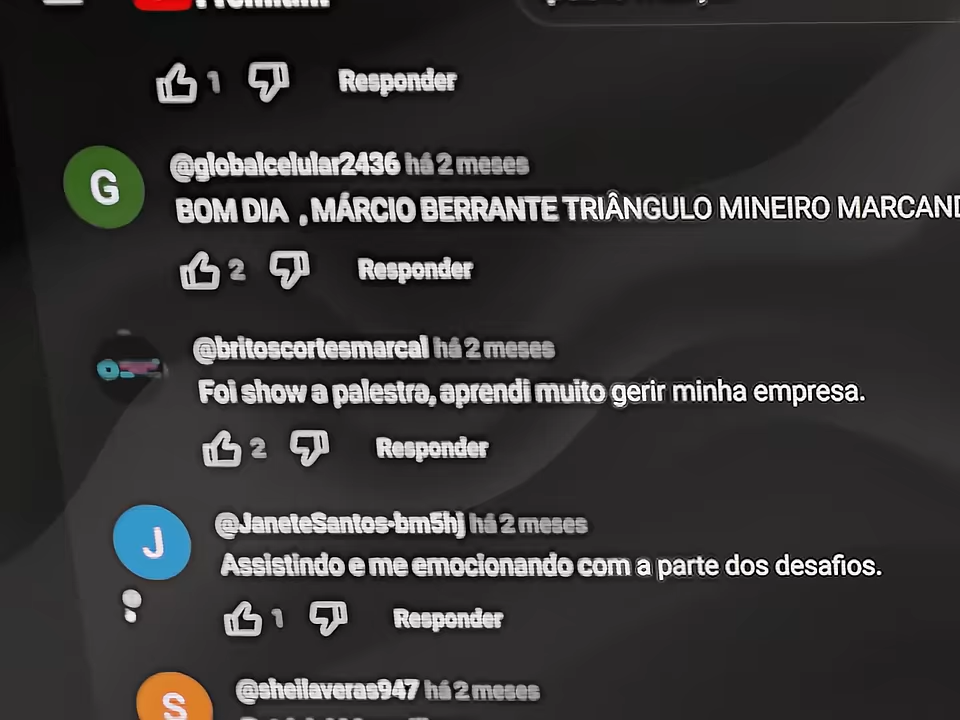 Premium
1 Responder
@globalcelular2436 há 2 meses
BOM DIA , MÁRCIO BERRANTE TRIÂNGULO MINEIRO MARCAND
2 Responder
@britoscortesmarcal há 2 meses
Foi show a palestra, aprendi muito gerir minha empresa.
2 Responder
@JaneteSantos-bm5hj há 2 meses
Assistindo e me emocionando com a parte dos desafios.
1 Responder
@sheilaveras947 há 2 meses